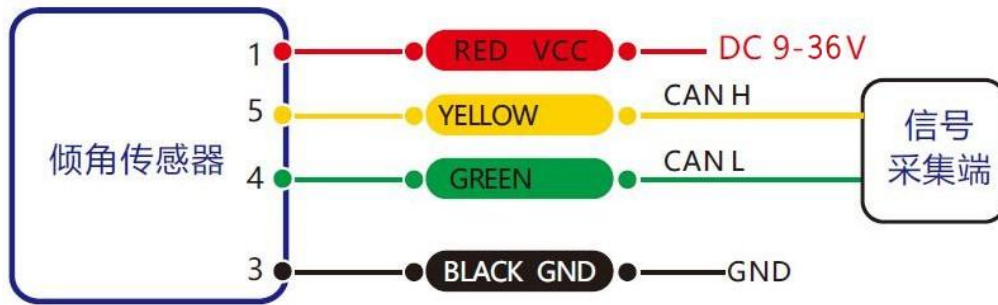 倾角传感器
1 RED VCC DC 9-36V
5 YELLOW CAN H
4 GREEN CAN L
3 BLACK GND GND
信号
采集端